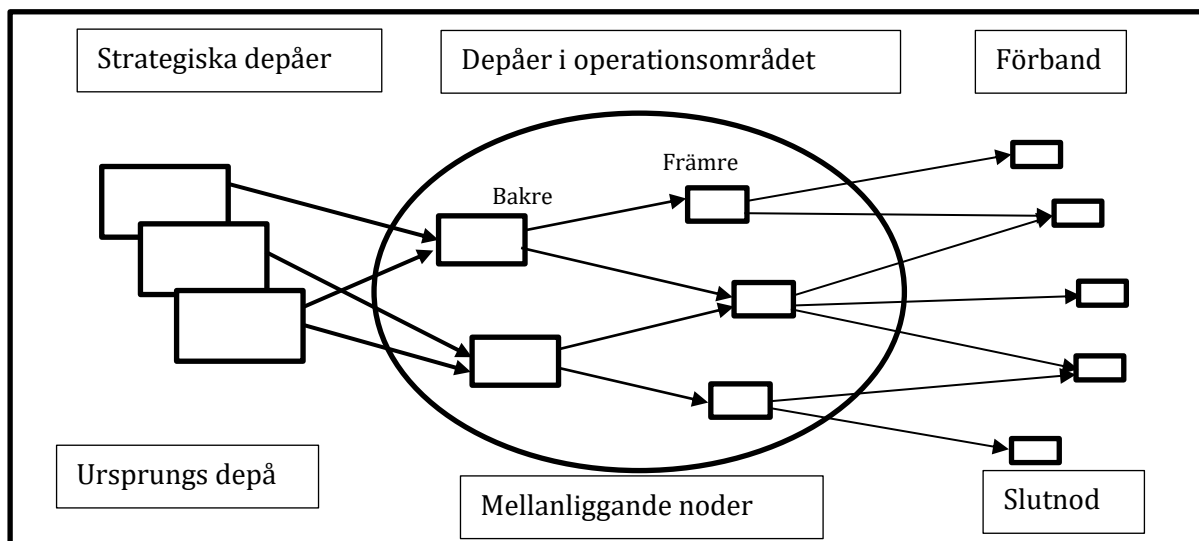 Strategiska depåer
Depåer i operationsområdet
Förband
Främre
Bakre
Ursprungs depå
Mellanliggande noder
Slutnod